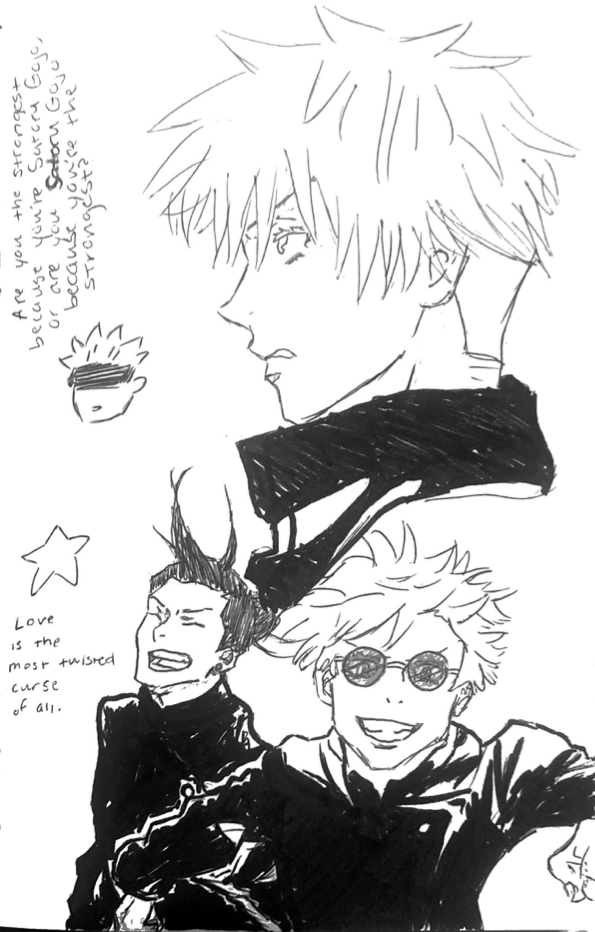 Are you the strongest
because you're Satoru Gojo,
or are you Satoru Gojo
because you're the
strongest?
Love
is the
most twisted
curse
of all.